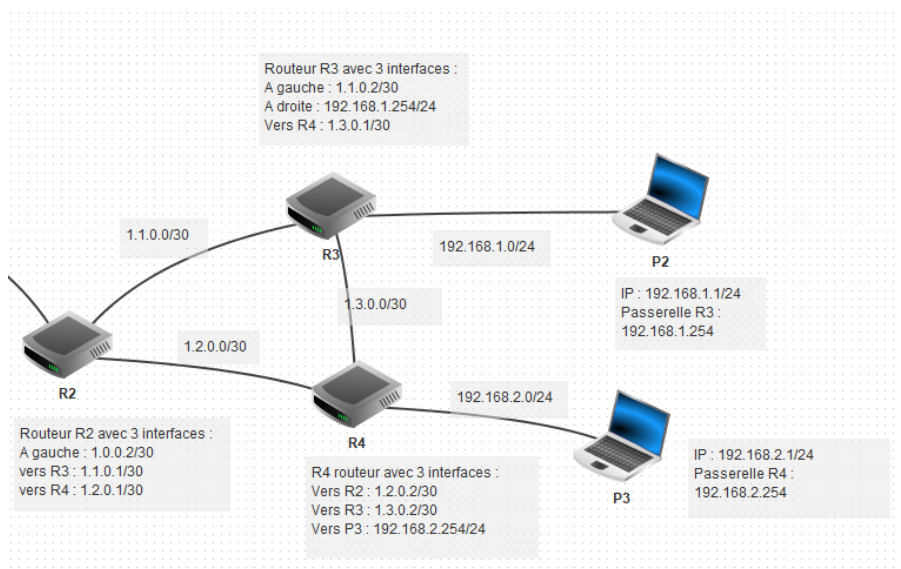 Routeur R3 avec 3 interfaces :
A gauche : 1.1.0.2/30
A droite : 192.168.1.254/24
Vers R4 : 1.3.0.1/30
1.1.0.0/30
R3
192.168.1.0/24
P2
IP : 192.168.1.1/24
Passerelle R3 :
192.168.1.254
1.3.0.0/30
1.2.0.0/30
R2
Routeur R2 avec 3 interfaces :
A gauche : 1.0.0.2/30
vers R3 : 1.1.0.1/30
vers R4 : 1.2.0.1/30
192.168.2.0/24
R4
R4 routeur avec 3 interfaces :
Vers R2 : 1.2.0.2/30
Vers R3 : 1.3.0.2/30
Vers P3 : 192.168.2.254/24
P3
IP : 192.168.2.1/24
Passerelle R4 :
192.168.2.254